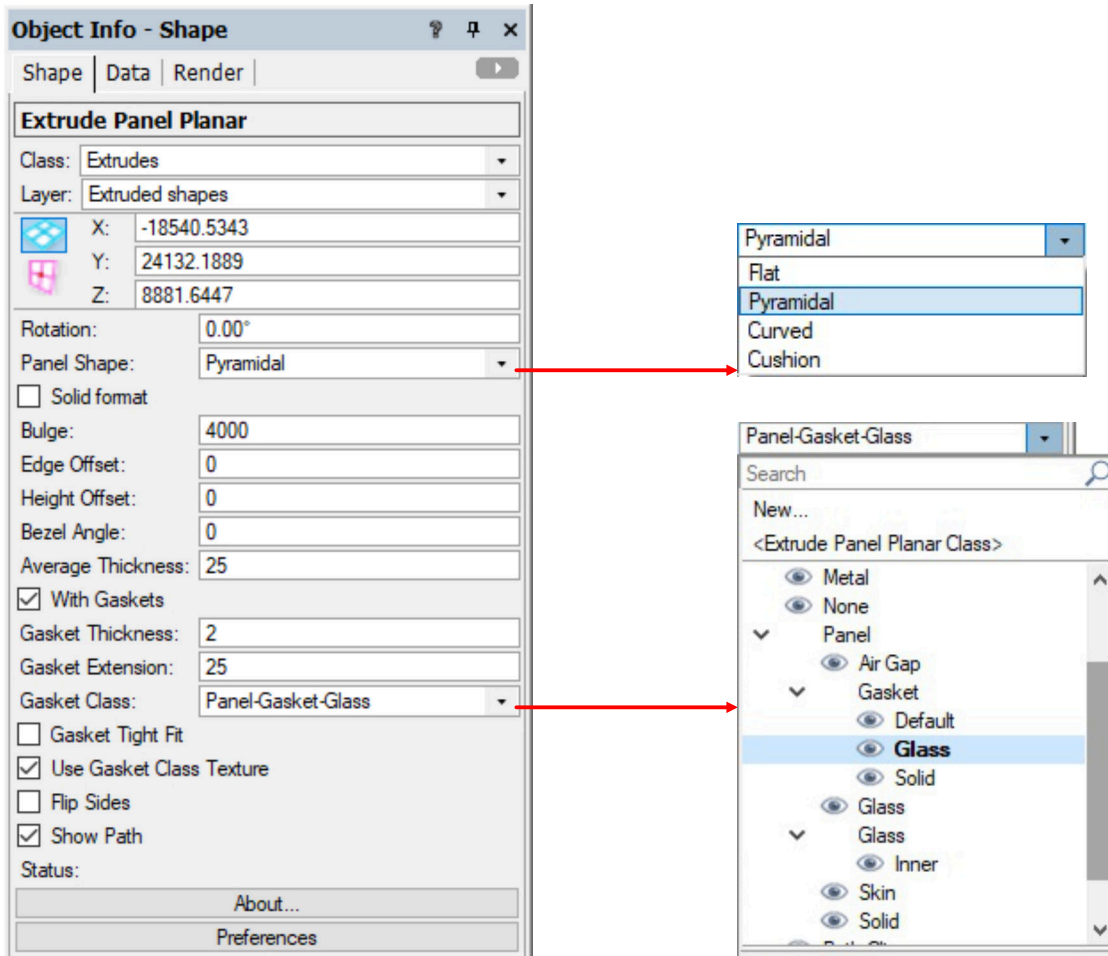 Object Info - Shape
Shape Data Render
Extrude Panel Planar
Class: Extrudes
Layer: Extruded shapes
X: -18540.5343
Y: 24132.1889
Z: 8881.6447
Rotation: 0.00°
Panel Shape: Pyramidal
Solid format
Bulge: 4000
Edge Offset: 0
Height Offset: 0
Bezel Angle: 0
Average Thickness: 25
With Gaskets
Gasket Thickness: 2
Gasket Extension: 25
Gasket Class: Panel-Gasket-Glass
Gasket Tight Fit
Use Gasket Class Texture
Flip Sides
Show Path
Status:
About...
Preferences
Pyramidal
Flat
Pyramidal
Curved
Cushion
Panel-Gasket-Glass
Search
New...
<Extrude Panel Planar Class>
Metal
None
Panel
Air Gap
Gasket
Default
Glass
Solid
Glass
Glass
Inner
Skin
Solid